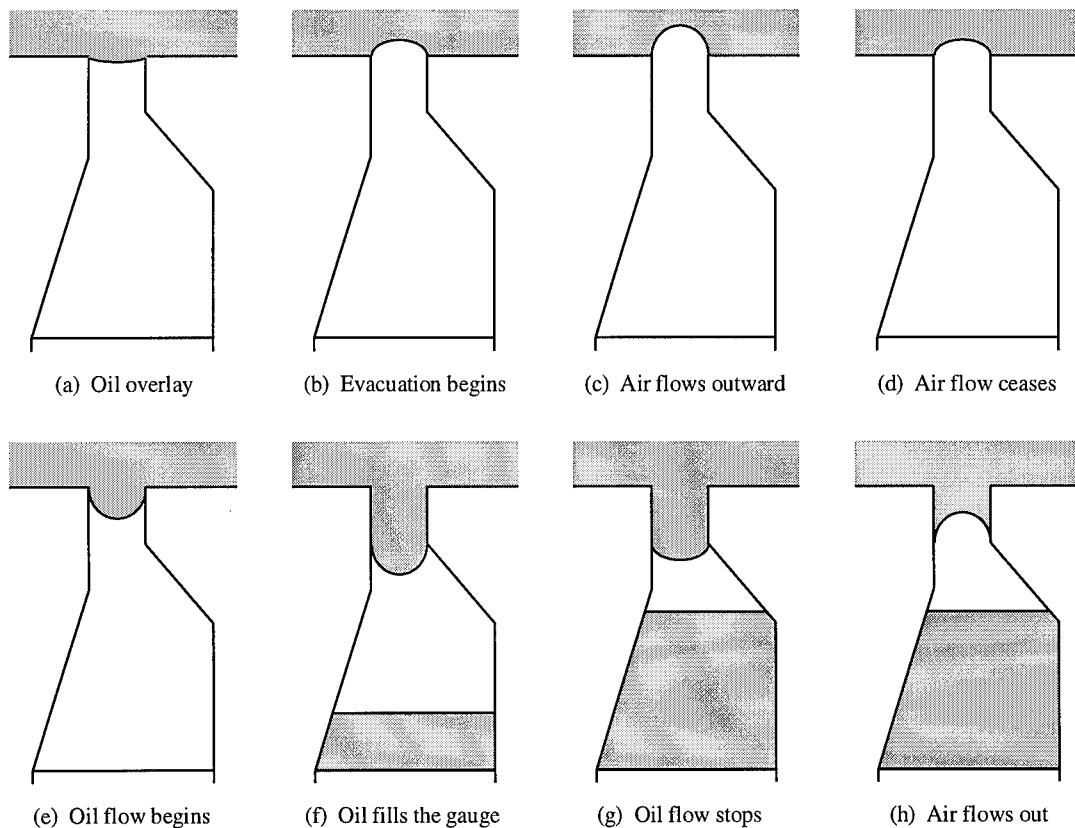 (a) Oil overlay
(b) Evacuation begins
(c) Air flows outward
(d) Air flow ceases
(e) Oil flow begins
(f) Oil fills the gauge
(g) Oil flow stops
(h) Air flows out